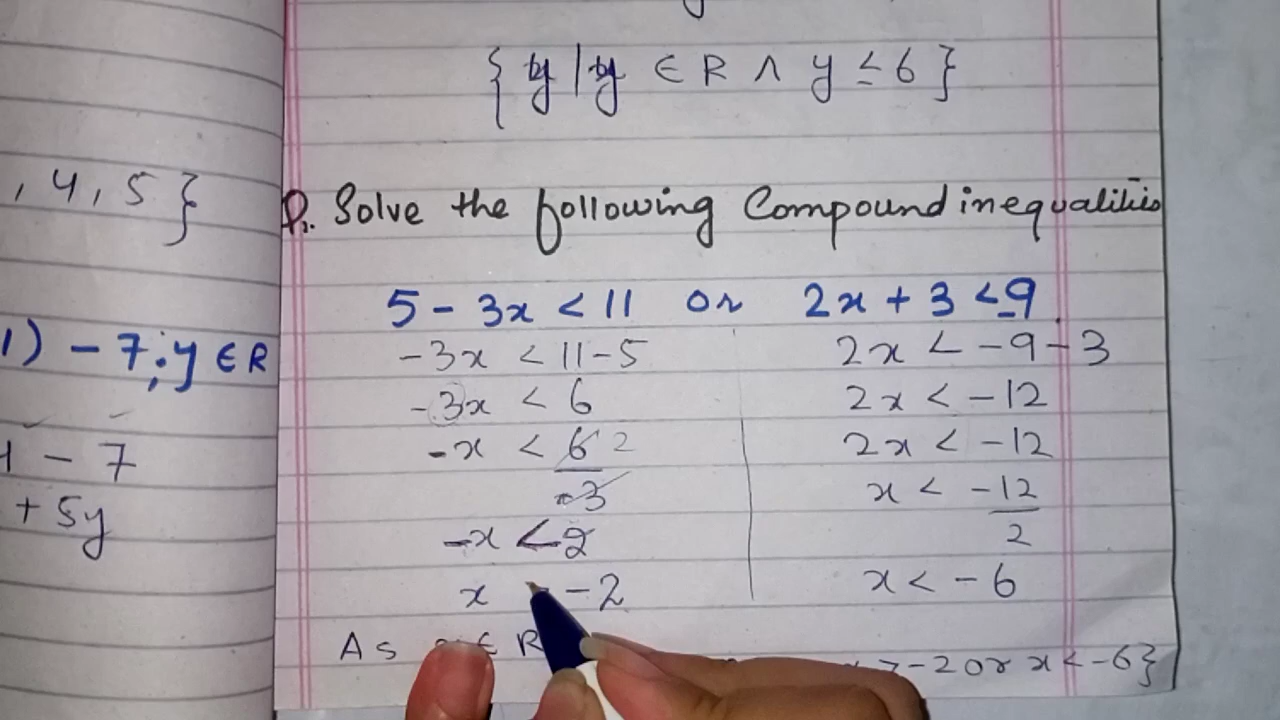 , 4, 5 }
1) - 7; y ∈ R
- 7
+ 5y
{ y | y ∈ R ∧ y ≤ 6 }
Q. Solve the following Compound inequalities
5 - 3x < 11 or 2x + 3 ≤ 9
-3x < 11 - 5
-3x < 6
-x < 6 2
-3
-x < 2
x -2
2x < -9 - 3
2x < -12
2x < -12
x < -12
2
x < -6
As ∈ R
> -2 or x < -6 }